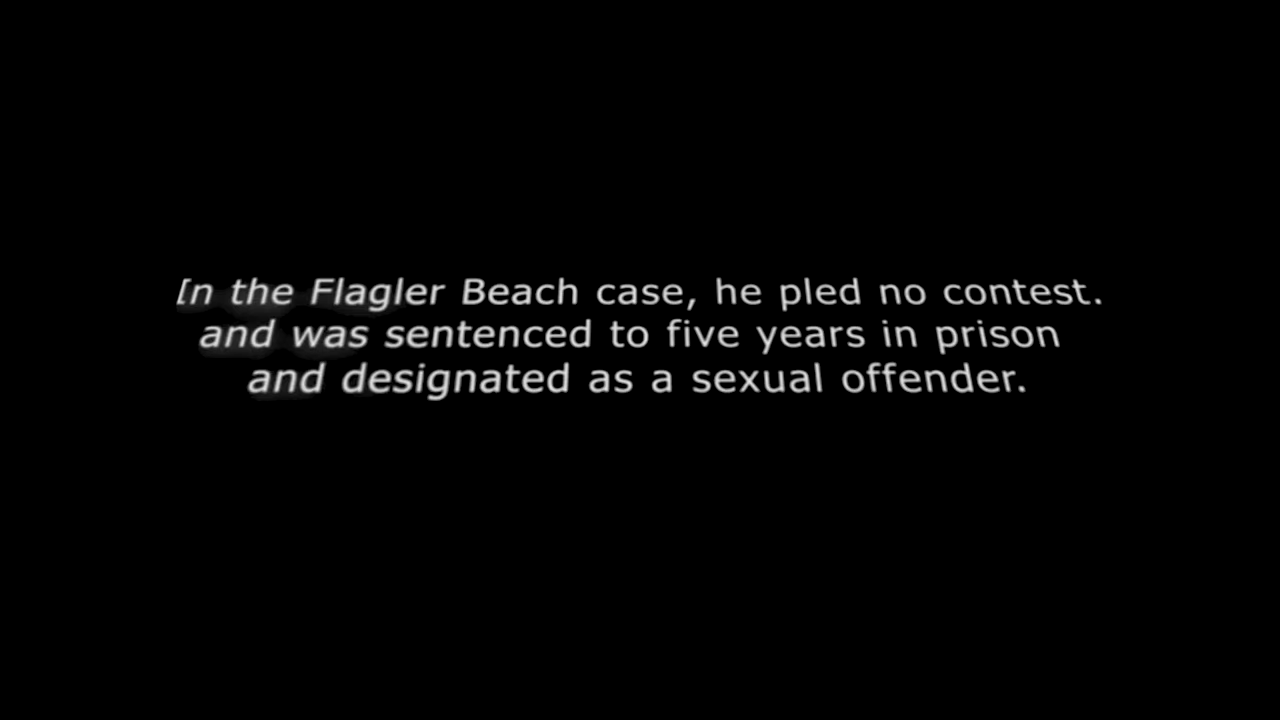 In the Flagler Beach case, he pled no contest.
and was sentenced to five years in prison
and designated as a sexual offender.